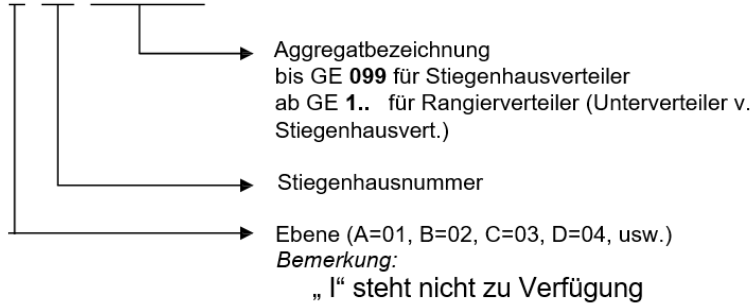 Aggregatbezeichnung
bis GE 099 für Stiegenhausverteiler
ab GE 1.. für Rangierverteiler (Unterverteiler v.
Stiegenhausvert.)
Stiegenhausnummer
Ebene (A=01, B=02, C=03, D=04, usw.)
Bemerkung:
„ I“ steht nicht zu Verfügung